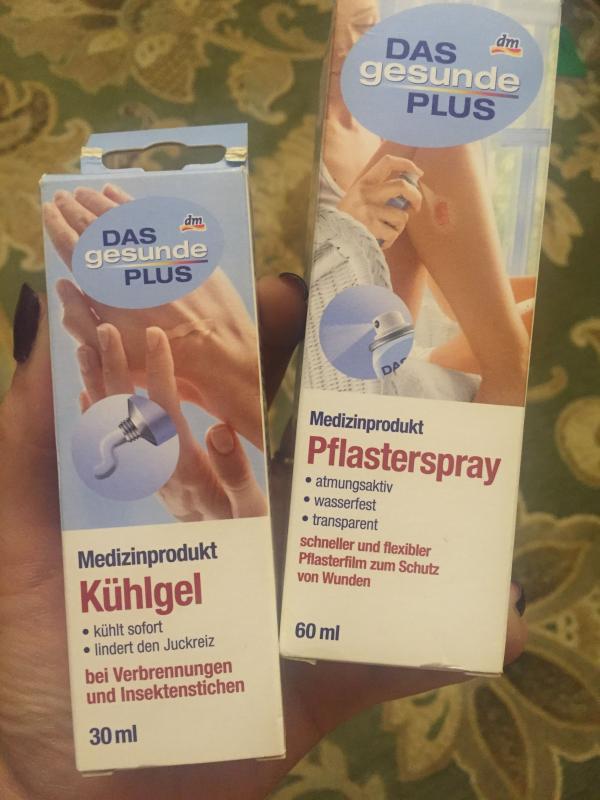 dm
DAS
gesunde
PLUS
Medizinprodukt
Kühlgel
• kühlt sofort
• lindert den Juckreiz
bei Verbrennungen
und Insektenstichen
30 ml
dm
DAS
gesunde
PLUS
DAS
Medizinprodukt
Pflasterspray
• atmungsaktiv
• wasserfest
• transparent
schneller und flexibler
Pflasterfilm zum Schutz
von Wunden
60 ml